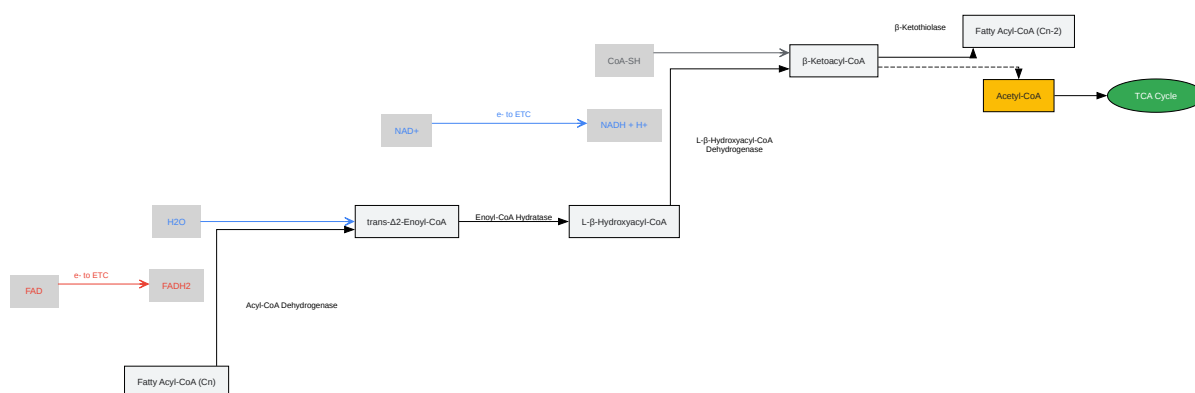 β-Ketothiolase
Fatty Acyl-CoA (Cn-2)
CoA-SH
β-Ketoacyl-CoA
Acetyl-CoA
TCA Cycle
e- to ETC
NAD+
NADH + H+
L-β-Hydroxyacyl-CoA
Dehydrogenase
H2O
trans-Δ2-Enoyl-CoA
Enoyl-CoA Hydratase
L-β-Hydroxyacyl-CoA
e- to ETC
FAD
FADH2
Acyl-CoA Dehydrogenase
Fatty Acyl-CoA (Cn)